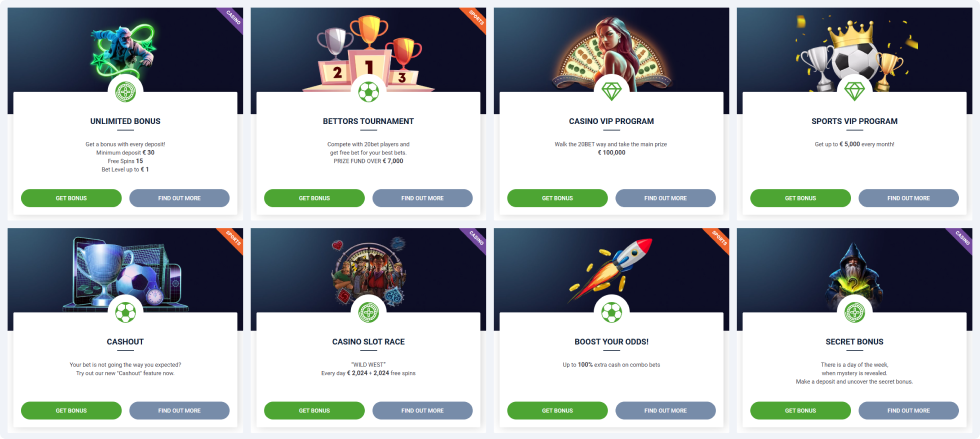 CASINO
UNLIMITED BONUS
Get a bonus with every deposit!
Minimum deposit € 30
Free Spins 15
Bet Level up to € 1
GET BONUS
FIND OUT MORE
SPORTS
2 1 3
BETTORS TOURNAMENT
Compete with 20bet players and
get free bet for your best bets.
PRIZE FUND OVER € 7,000
GET BONUS
FIND OUT MORE
CASINO VIP PROGRAM
Walk the 20BET way and take the main prize
€ 100,000
GET BONUS
FIND OUT MORE
SPORTS VIP PROGRAM
Get up to € 5,000 every month!
GET BONUS
FIND OUT MORE
SPORTS
CASHOUT
Your bet is not going the way you expected?
Try out our new "Cashout" feature now.
GET BONUS
FIND OUT MORE
CASINO
CASINO SLOT RACE
"WILD WEST"
Every day € 2,024 + 2,024 free spins
GET BONUS
FIND OUT MORE
SPORTS
BOOST YOUR ODDS!
Up to 100% extra cash on combo bets
GET BONUS
FIND OUT MORE
CASINO
SECRET BONUS
There is a day of the week,
when mystery is revealed.
Make a deposit and uncover the secret bonus.
GET BONUS
FIND OUT MORE